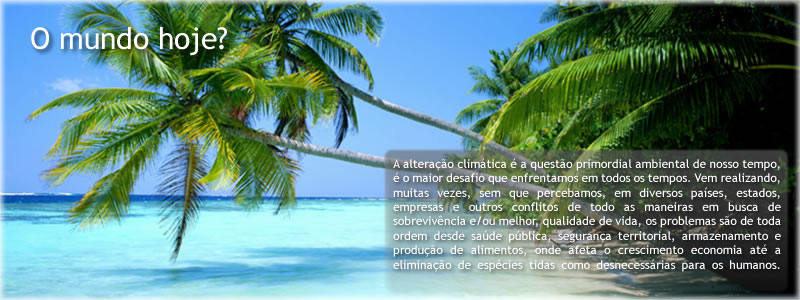 O mundo hoje?
A alteração climática é a questão primordial ambiental de nosso tempo,
é o maior desafio que enfrentamos em todos os tempos. Vem realizando,
muitas vezes, sem que percebamos, em diversos países, estados,
empresas e outros conflitos de todo as maneiras em busca de
sobrevivência e/ou melhor, qualidade de vida, os problemas são de toda
ordem desde saúde pública, segurança territorial, armazenamento e
produção de alimentos, onde afeta o crescimento economia até a
eliminação de espécies tidas como desnecessárias para os humanos.